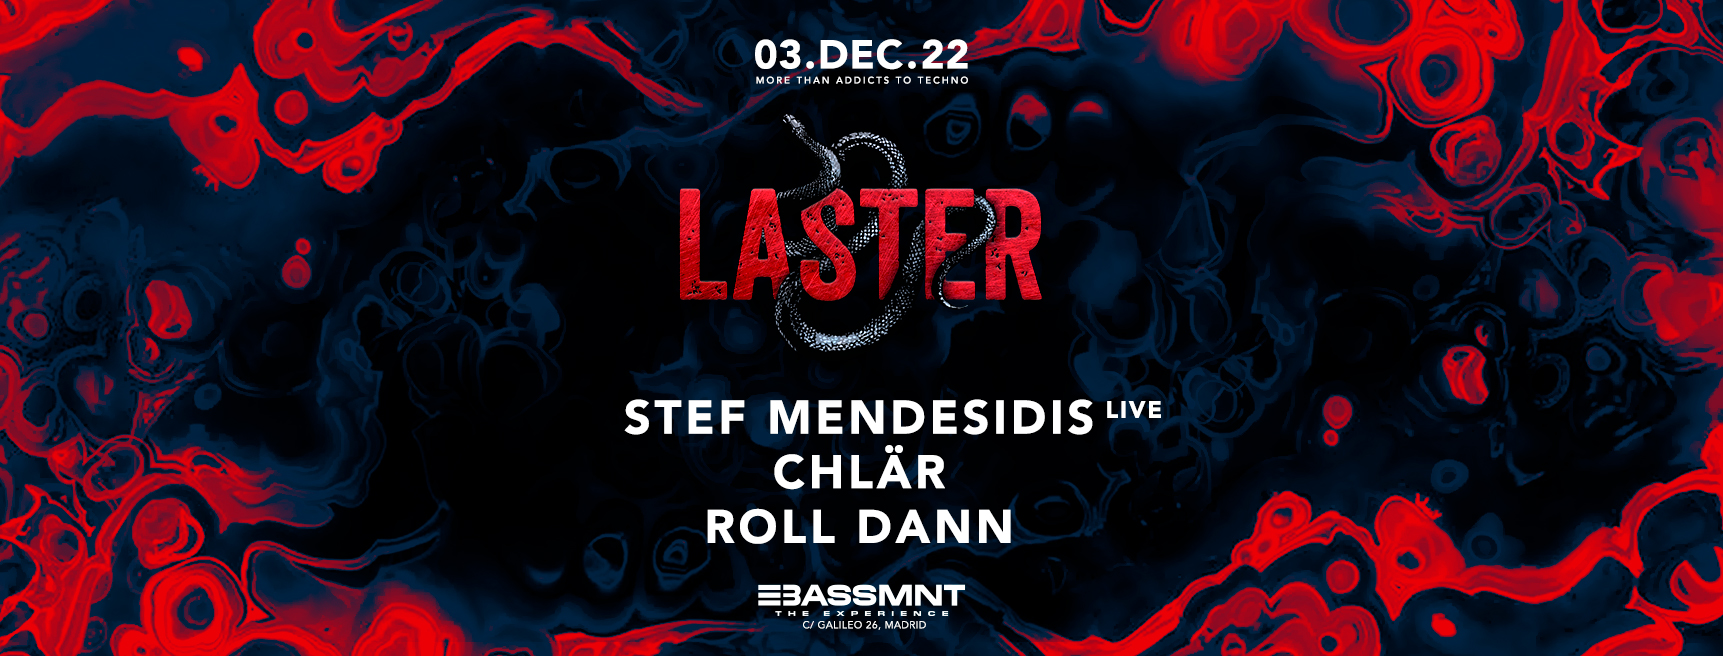 03.DEC.22
MORE THAN ADDICTS TO TECHNO
LASTER
STEF MENDESIDIS LIVE
CHLÄR
ROLL DANN
BASSMNT
THE EXPERIENCE
C/ GALILEO 26, MADRID